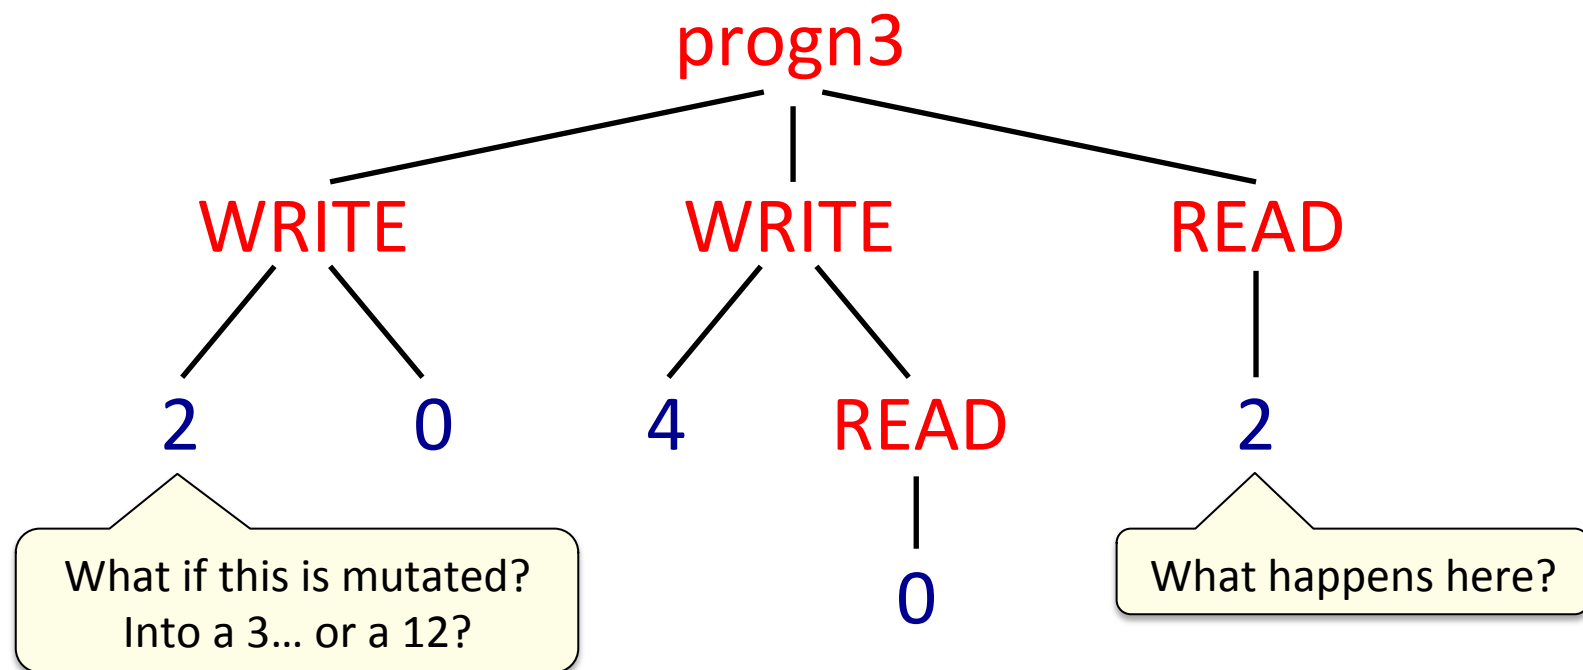 progn3
WRITE WRITE READ
2 0 4 READ 2
What if this is mutated?
Into a 3... or a 12?
0
What happens here?